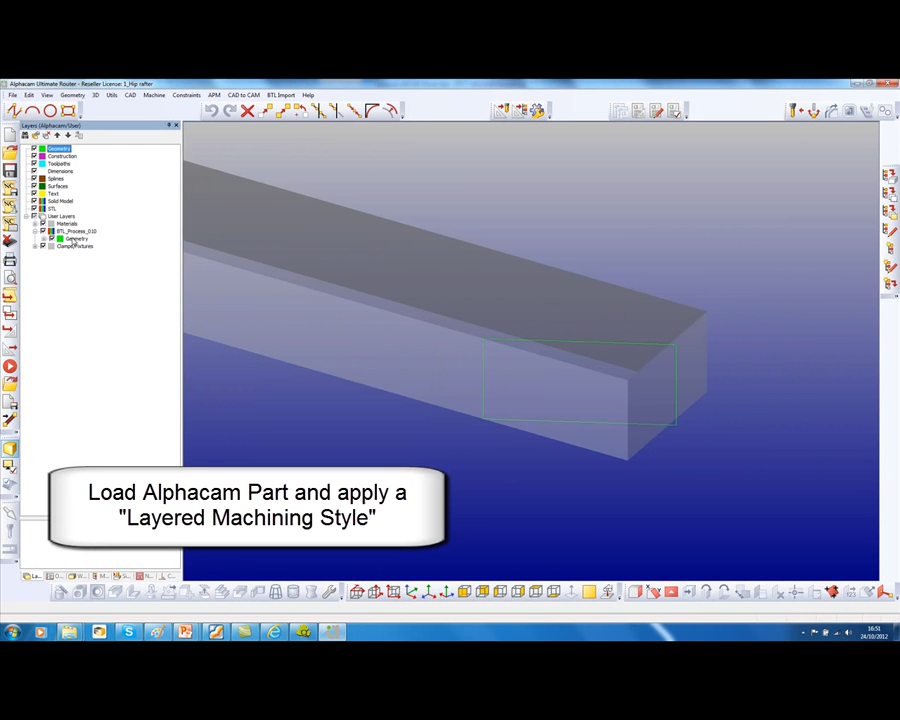 Alphacam Ultimate Router - Reseller License: 1_Hip rafter
File Edit View Geometry 3D Utils CAD Machine Constraints APM CAD to CAM BTL Import Help
Layers (Alphacam/User)
Geometry
Construction
Toolpaths
Dimensions
Splines
Surfaces
Text
Solid Model
STL
User Layers
Materials
BTL_Process_010
Geometry
Load Alphacam Part and apply a
"Layered Machining Style"
16:51
24/10/2012